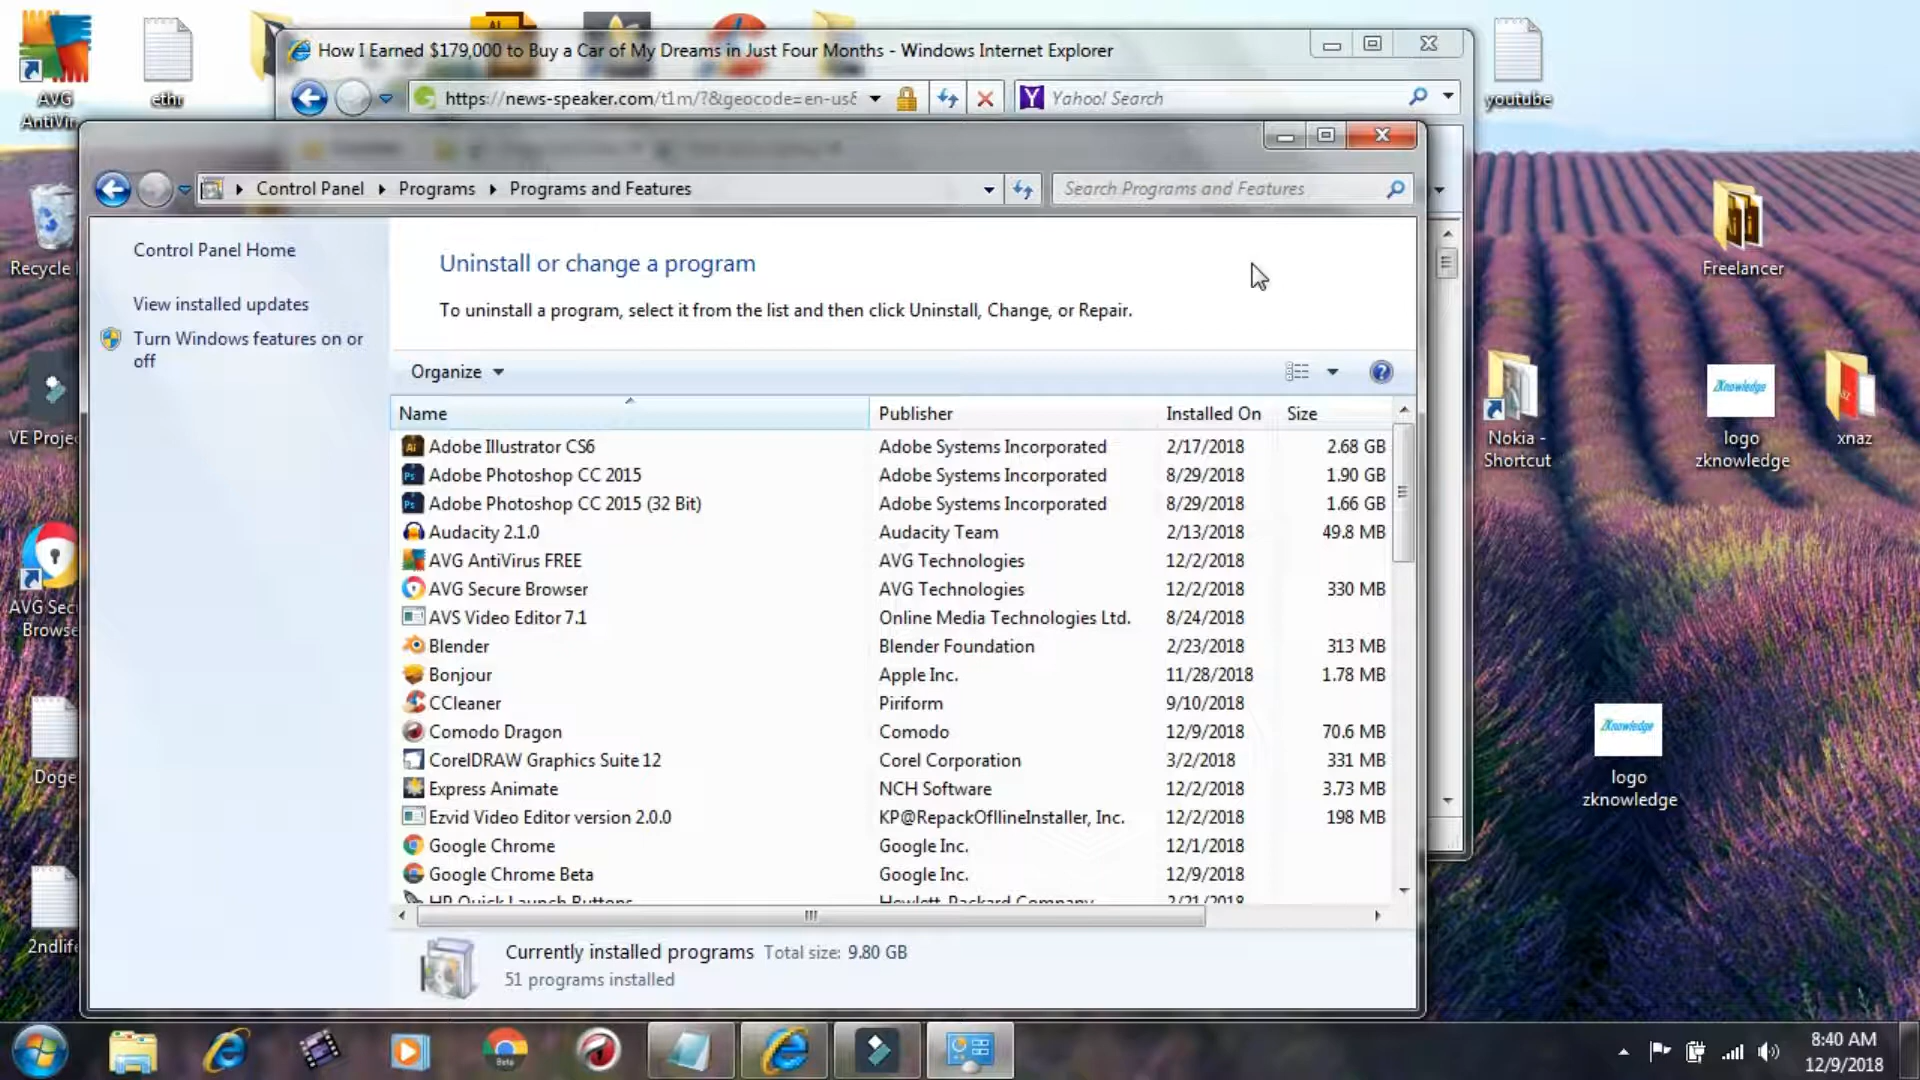 How I Earned $179,000 to Buy a Car of My Dreams in Just Four Months - Windows Internet Explorer
https://news-speaker.com/t1m/?&geocode=en-us&
Yahoo! Search
AVG
ethr
youtube
Control Panel Programs Programs and Features
Search Programs and Features
Control Panel Home
View installed updates
Turn Windows features on or
off
Uninstall or change a program
To uninstall a program, select it from the list and then click Uninstall, Change, or Repair.
Organize
Name Publisher Installed On Size
Adobe Illustrator CS6 Adobe Systems Incorporated 2/17/2018 2.68 GB
Adobe Photoshop CC 2015 Adobe Systems Incorporated 8/29/2018 1.90 GB
Adobe Photoshop CC 2015 (32 Bit) Adobe Systems Incorporated 8/29/2018 1.66 GB
Audacity 2.1.0 Audacity Team 2/13/2018 49.8 MB
AVG AntiVirus FREE AVG Technologies 12/2/2018
AVG Secure Browser AVG Technologies 12/2/2018 330 MB
AVS Video Editor 7.1 Online Media Technologies Ltd. 8/24/2018
Blender Blender Foundation 2/23/2018 313 MB
Bonjour Apple Inc. 11/28/2018 1.78 MB
CCleaner Piriform 9/10/2018
Comodo Dragon Comodo 12/9/2018 70.6 MB
CorelDRAW Graphics Suite 12 Corel Corporation 3/2/2018 331 MB
Express Animate NCH Software 12/2/2018 3.73 MB
Ezvid Video Editor version 2.0.0 KP@RepackOfllineInstaller, Inc. 12/2/2018 198 MB
Google Chrome Google Inc. 12/1/2018
Google Chrome Beta Google Inc. 12/9/2018
HP Quick Launch Buttons Hewlett-Packard Company 2/21/2018
Currently installed programs Total size: 9.80 GB
51 programs installed
Recycle
VE Projec
AVG Sec
Browse
Doge
2ndlife
Freelancer
Nokia -
Shortcut
logo
zknowledge
xnaz
logo
zknowledge
Beta
8:40 AM
12/9/2018